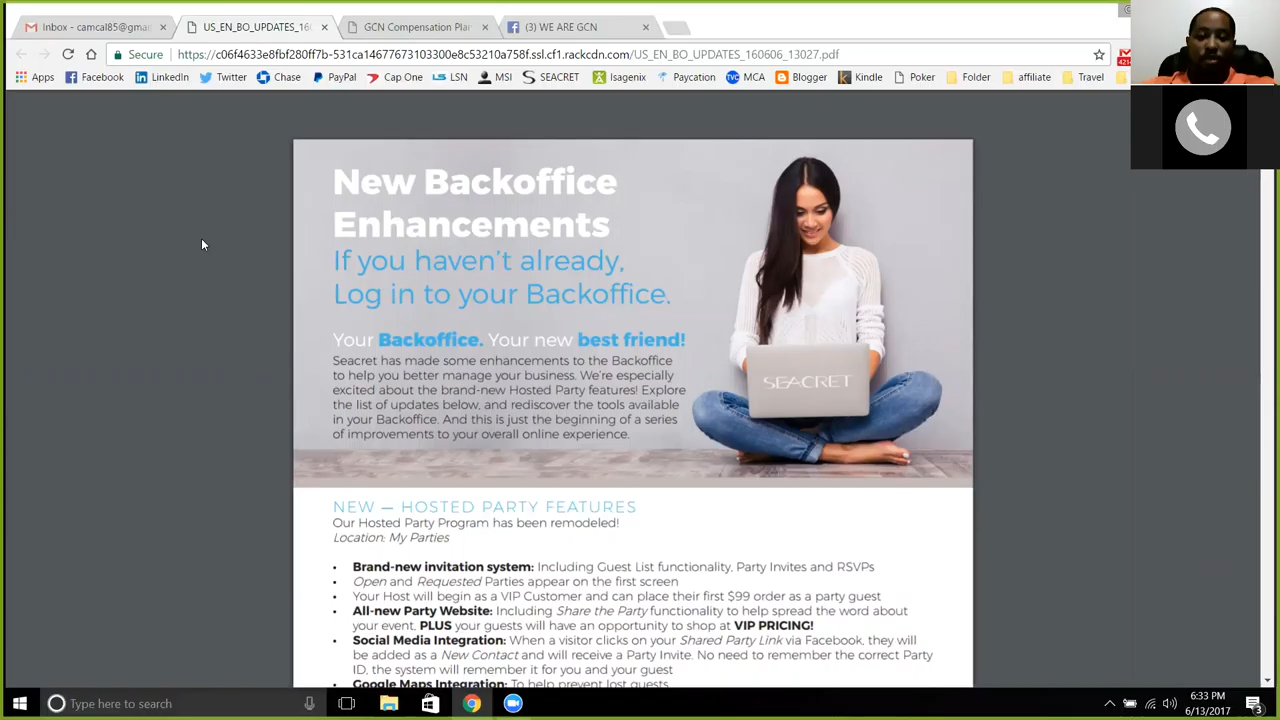 Inbox - camcal85@gmai
US_EN_BO_UPDATES_160
GCN Compensation Plan
(3) WE ARE GCN
Secure
https://c06f4633e8fbf280ff7b-531ca14677673103300e8c53210a758f.ssl.cf1.rackcdn.com/US_EN_BO_UPDATES_160606_13027.pdf
Apps Facebook LinkedIn Twitter Chase PayPal Cap One LSN MSI SEACRET Isagenix Paycation MCA Blogger Kindle Poker Folder affiliate Travel
New Backoffice
Enhancements
If you haven't already,
Log in to your Backoffice.
Your Backoffice. Your new best friend!
Seacret has made some enhancements to the Backoffice
to help you better manage your business. We're especially
excited about the brand-new Hosted Party features! Explore
the list of updates below, and rediscover the tools available
in your Backoffice. And this is just the beginning of a series
of improvements to your overall online experience.
SEACRET
NEW — HOSTED PARTY FEATURES
Our Hosted Party Program has been remodeled!
Location: My Parties
• Brand-new invitation system: Including Guest List functionality, Party Invites and RSVPs
• Open and Requested Parties appear on the first screen
• Your Host will begin as a VIP Customer and can place their first $99 order as a party guest
• All-new Party Website: Including Share the Party functionality to help spread the word about
your event. PLUS your guests will have an opportunity to shop at VIP PRICING!
• Social Media Integration: When a visitor clicks on your Shared Party Link via Facebook, they will
be added as a New Contact and will receive a Party Invite. No need to remember the correct Party
ID, the system will remember it for you and your guest
• Google Maps Integration: To help prevent lost guests
Type here to search
6:33 PM
6/13/2017
3